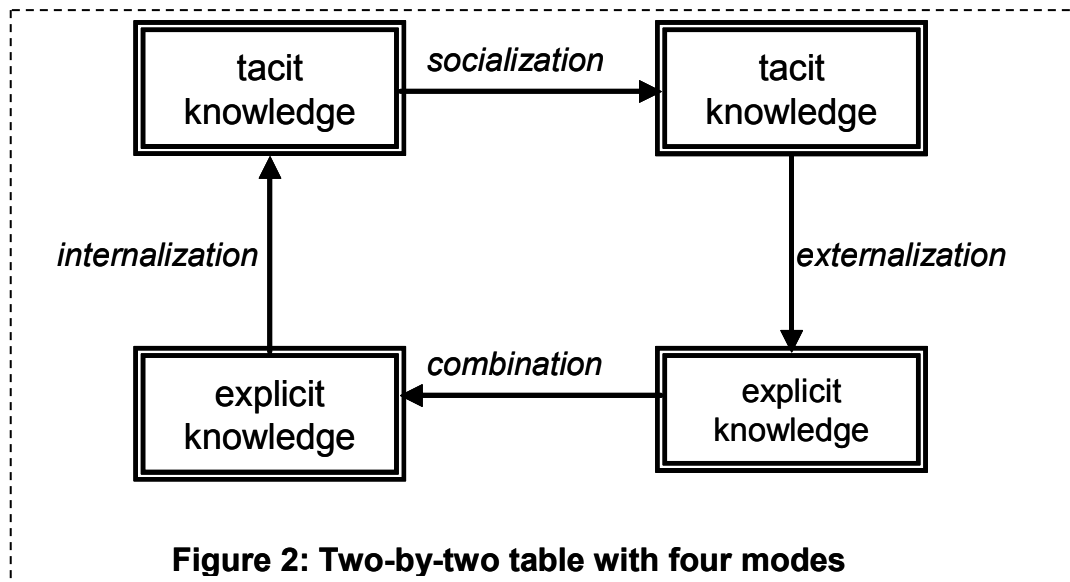 tacit
knowledge
socialization
tacit
knowledge
internalization
externalization
explicit
knowledge
combination
explicit
knowledge
Figure 2: Two-by-two table with four modes